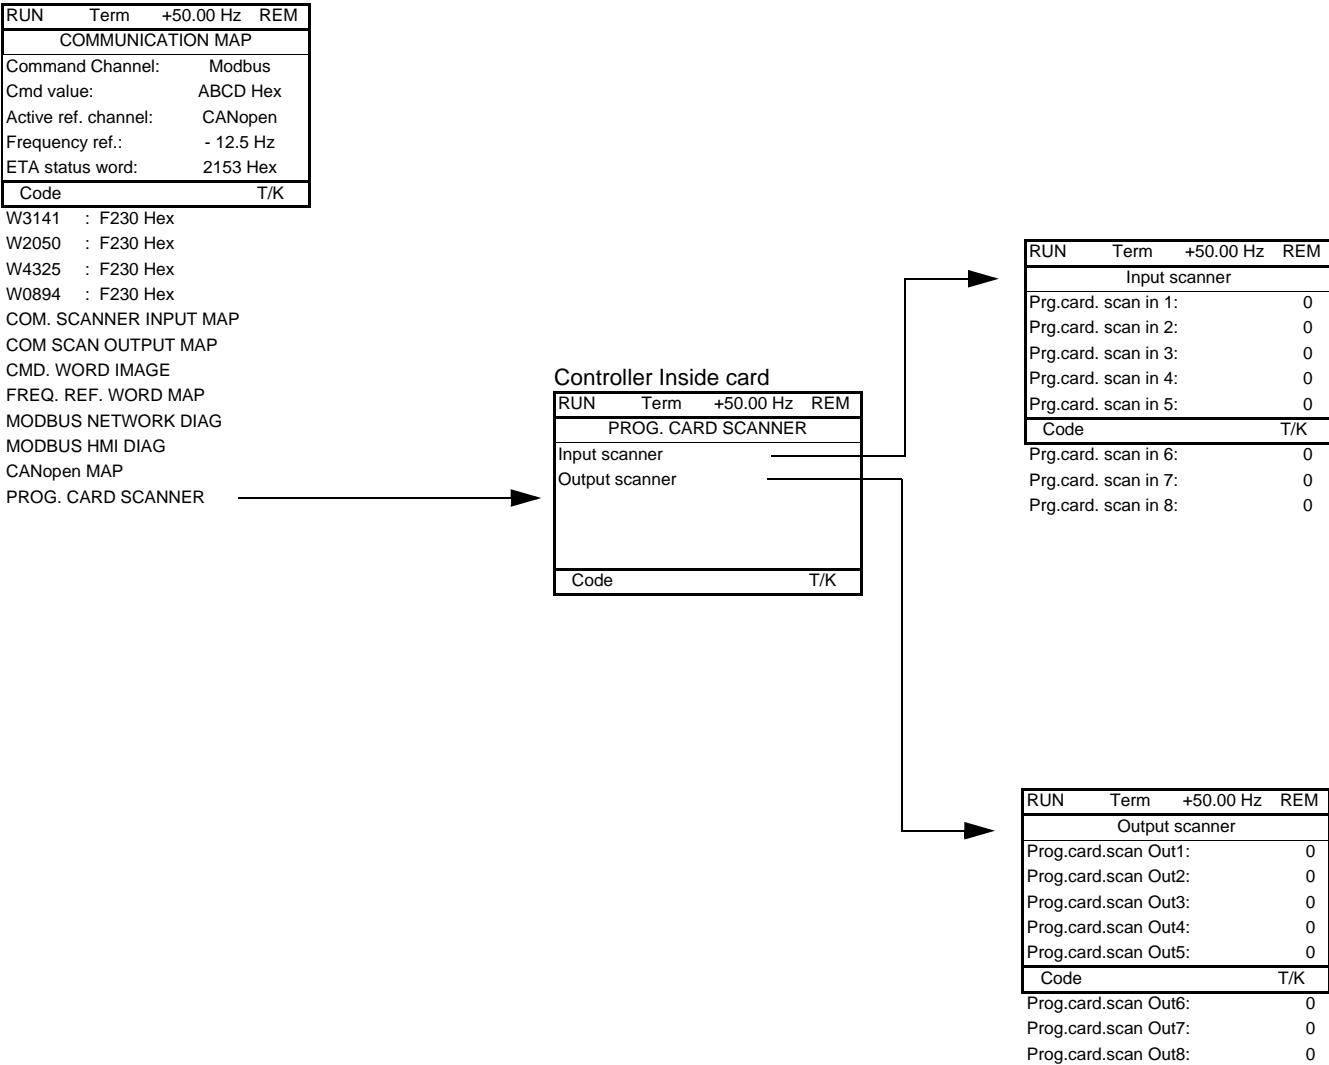 RUN Term +50.00 Hz REM
COMMUNICATION MAP
Command Channel: Modbus
Cmd value: ABCD Hex
Active ref. channel: CANopen
Frequency ref.: - 12.5 Hz
ETA status word: 2153 Hex
Code T/K
W3141 : F230 Hex
W2050 : F230 Hex
W4325 : F230 Hex
W0894 : F230 Hex
COM. SCANNER INPUT MAP
COM SCAN OUTPUT MAP
CMD. WORD IMAGE
FREQ. REF. WORD MAP
MODBUS NETWORK DIAG
MODBUS HMI DIAG
CANopen MAP
PROG. CARD SCANNER
Controller Inside card
RUN Term +50.00 Hz REM
PROG. CARD SCANNER
Input scanner
Output scanner
Code T/K
RUN Term +50.00 Hz REM
Input scanner
Prg.card. scan in 1: 0
Prg.card. scan in 2: 0
Prg.card. scan in 3: 0
Prg.card. scan in 4: 0
Prg.card. scan in 5: 0
Code T/K
Prg.card. scan in 6: 0
Prg.card. scan in 7: 0
Prg.card. scan in 8: 0
RUN Term +50.00 Hz REM
Output scanner
Prog.card.scan Out1: 0
Prog.card.scan Out2: 0
Prog.card.scan Out3: 0
Prog.card.scan Out4: 0
Prog.card.scan Out5: 0
Code T/K
Prog.card.scan Out6: 0
Prog.card.scan Out7: 0
Prog.card.scan Out8: 0